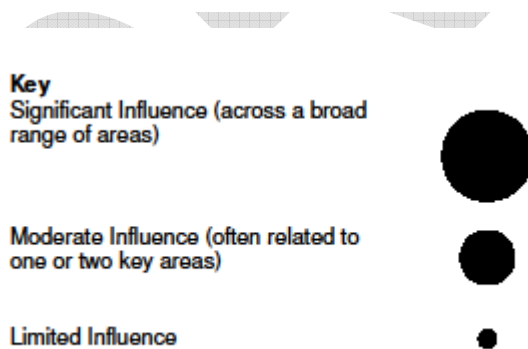 Key
Significant Influence (across a broad
range of areas)
Moderate Influence (often related to
one or two key areas)
Limited Influence